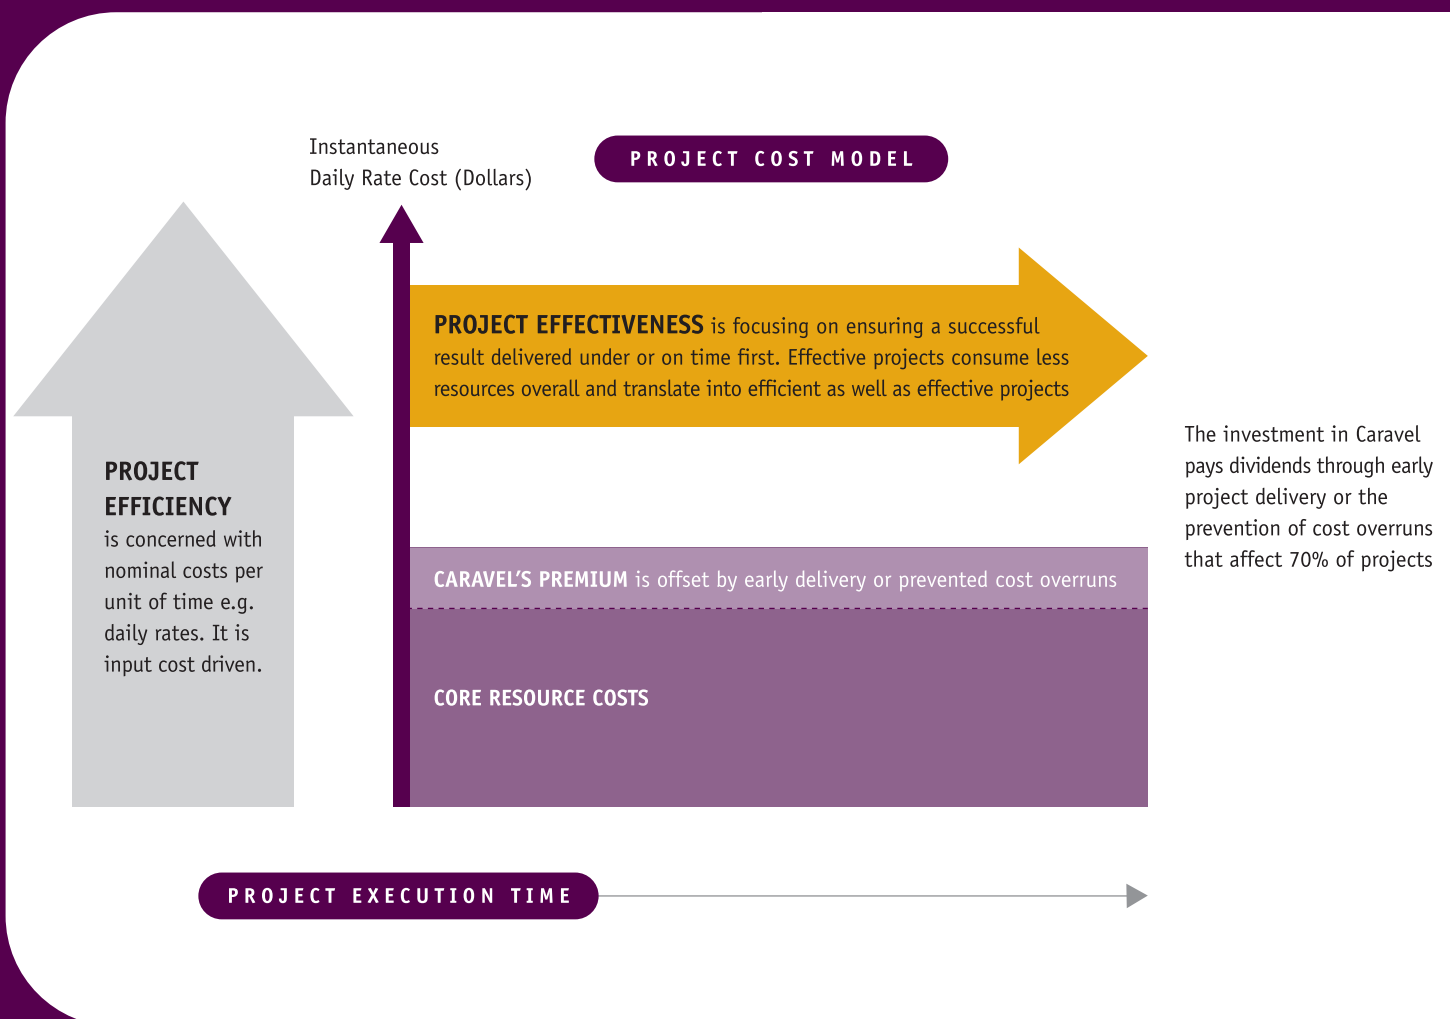 Instantaneous
Daily Rate Cost (Dollars)
PROJECT COST MODEL
PROJECT EFFECTIVENESS is focusing on ensuring a successful
result delivered under or on time first. Effective projects consume less
resources overall and translate into efficient as well as effective projects
PROJECT
EFFICIENCY
is concerned with
nominal costs per
unit of time e.g.
daily rates. It is
input cost driven.
The investment in Caravel
pays dividends through early
project delivery or the
prevention of cost overruns
that affect 70% of projects
CARAVEL’S PREMIUM is offset by early delivery or prevented cost overruns
CORE RESOURCE COSTS
PROJECT EXECUTION TIME